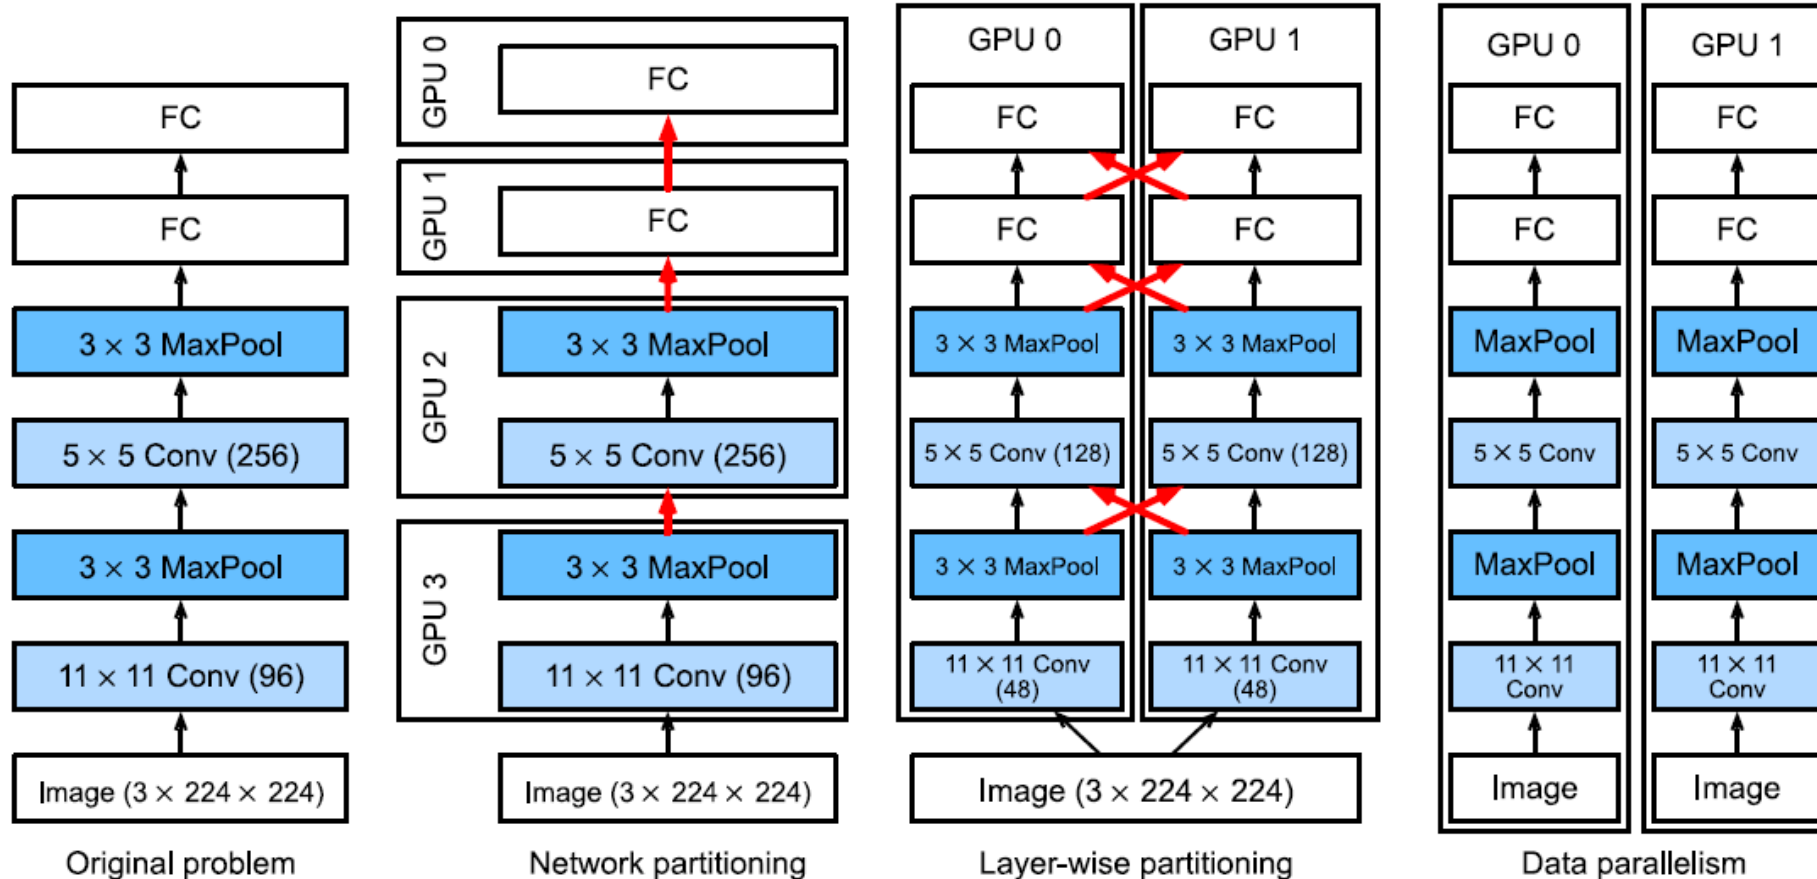 FC
FC
3 × 3 MaxPool
5 × 5 Conv (256)
3 × 3 MaxPool
11 × 11 Conv (96)
Image (3 × 224 × 224)
Original problem
GPU 0
FC
GPU 1
FC
GPU 2
3 × 3 MaxPool
5 × 5 Conv (256)
GPU 3
3 × 3 MaxPool
11 × 11 Conv (96)
Image (3 × 224 × 224)
Network partitioning
GPU 0
FC
FC
3 × 3 MaxPool
5 × 5 Conv (128)
3 × 3 MaxPool
11 × 11 Conv
(48)
GPU 1
FC
FC
3 × 3 MaxPool
5 × 5 Conv (128)
3 × 3 MaxPool
11 × 11 Conv
(48)
Image (3 × 224 × 224)
Layer-wise partitioning
GPU 0
FC
FC
MaxPool
5 × 5 Conv
MaxPool
11 × 11
Conv
Image
GPU 1
FC
FC
MaxPool
5 × 5 Conv
MaxPool
11 × 11
Conv
Image
Data parallelism